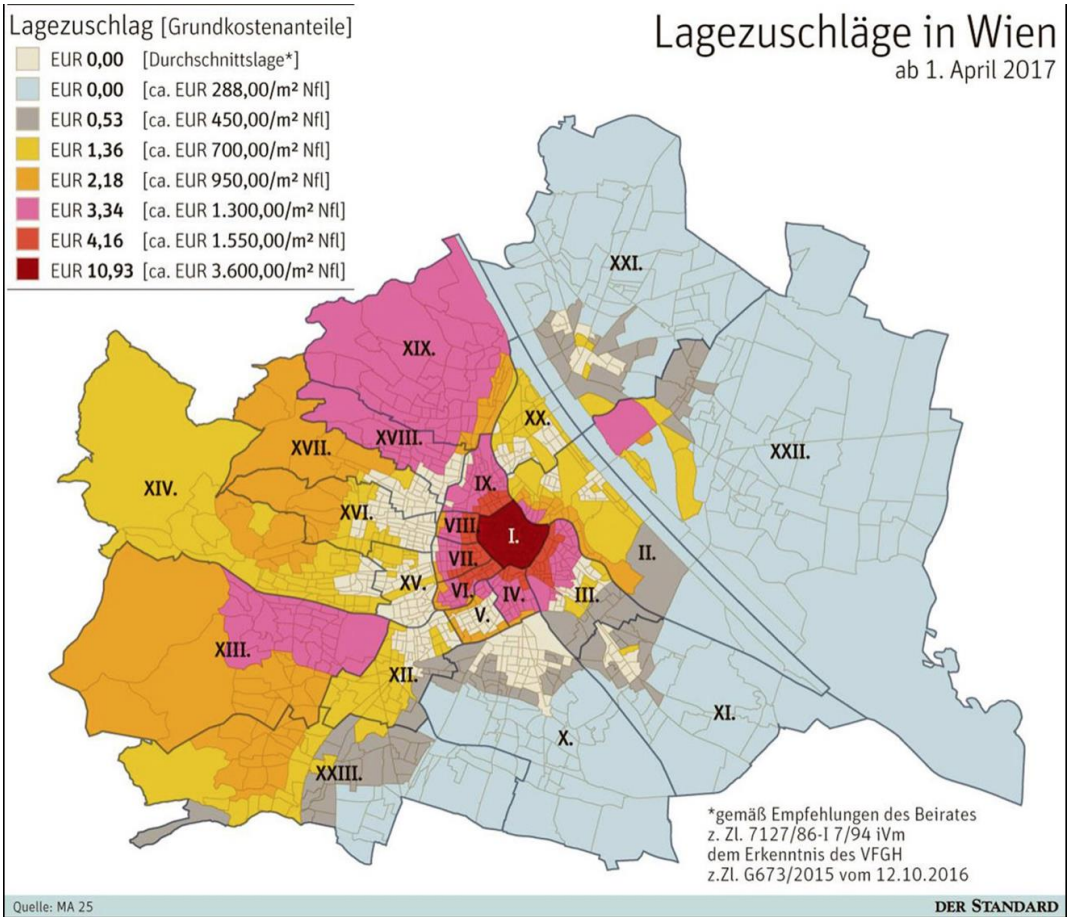 Lagezuschlag [Grundkostenanteile]
EUR 0,00 [Durchschnittslage*]
EUR 0,00 [ca. EUR 288,00/m² Nfl]
EUR 0,53 [ca. EUR 450,00/m² Nfl]
EUR 1,36 [ca. EUR 700,00/m² Nfl]
EUR 2,18 [ca. EUR 950,00/m² Nfl]
EUR 3,34 [ca. EUR 1.300,00/m² Nfl]
EUR 4,16 [ca. EUR 1.550,00/m² Nfl]
EUR 10,93 [ca. EUR 3.600,00/m² Nfl]
Lagezuschläge in Wien
ab 1. April 2017
XXI.
XIX.
XX.
XVIII.
XVII.
XXII.
XIV.
IX.
XVI.
VIII.
I.
VII.
II.
XV.
VI.
IV.
III.
V.
XIII.
XII.
XI.
X.
XXIII.
*gemäß Empfehlungen des Beirates
z. Zl. 7127/86-I 7/94 iVm
dem Erkenntnis des VFGH
z.Zl. G673/2015 vom 12.10.2016
Quelle: MA 25
DER STANDARD